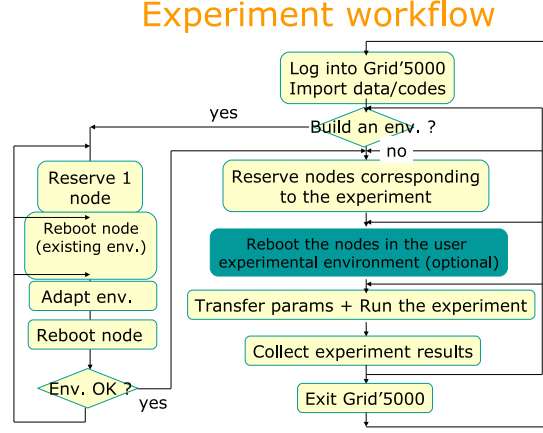 Experiment workflow
Log into Grid'5000
Import data/codes
yes
Build an env. ?
no
Reserve 1
node
Reserve nodes corresponding
to the experiment
Reboot node
(existing env.)
Reboot the nodes in the user
experimental environment (optional)
Adapt env.
Transfer params + Run the experiment
Reboot node
Collect experiment results
Env. OK ?
yes
Exit Grid'5000